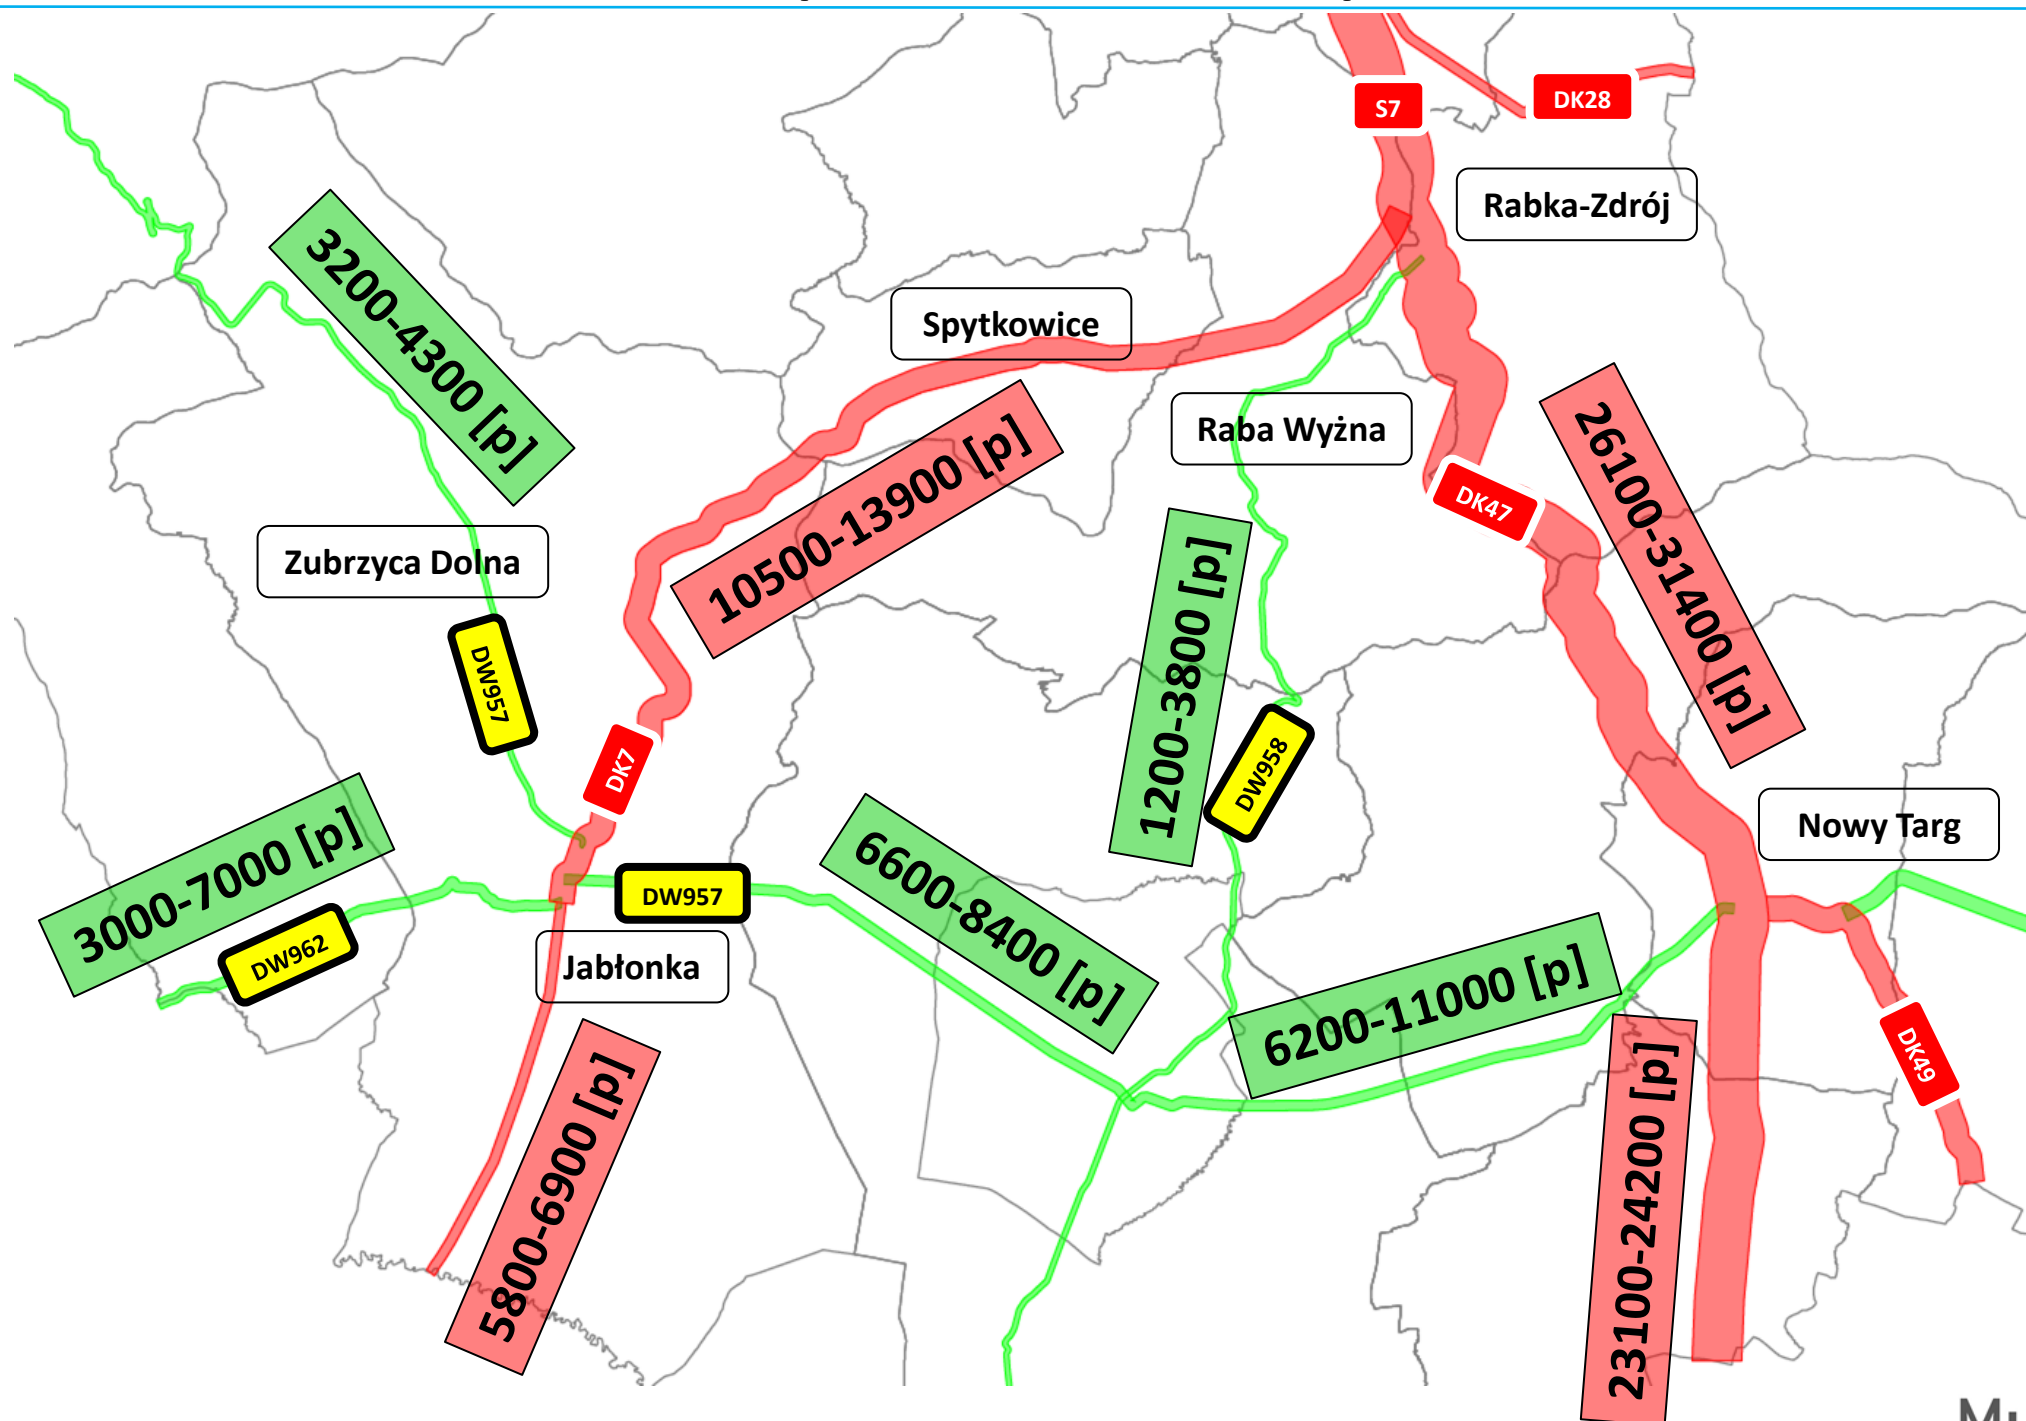 S7
DK28
Rabka-Zdrój
3200-4300 [p]
Spytkowice
Raba Wyżna
10500-13900 [p]
26100-31400 [p]
DK47
Zubrzyca Dolna
1200-3800 [p]
DW957
DK7
DW958
3000-7000 [p]
6600-8400 [p]
Nowy Targ
DW957
DW962
Jabłonka
6200-11000 [p]
DK49
5800-6900 [p]
23100-24200 [p]